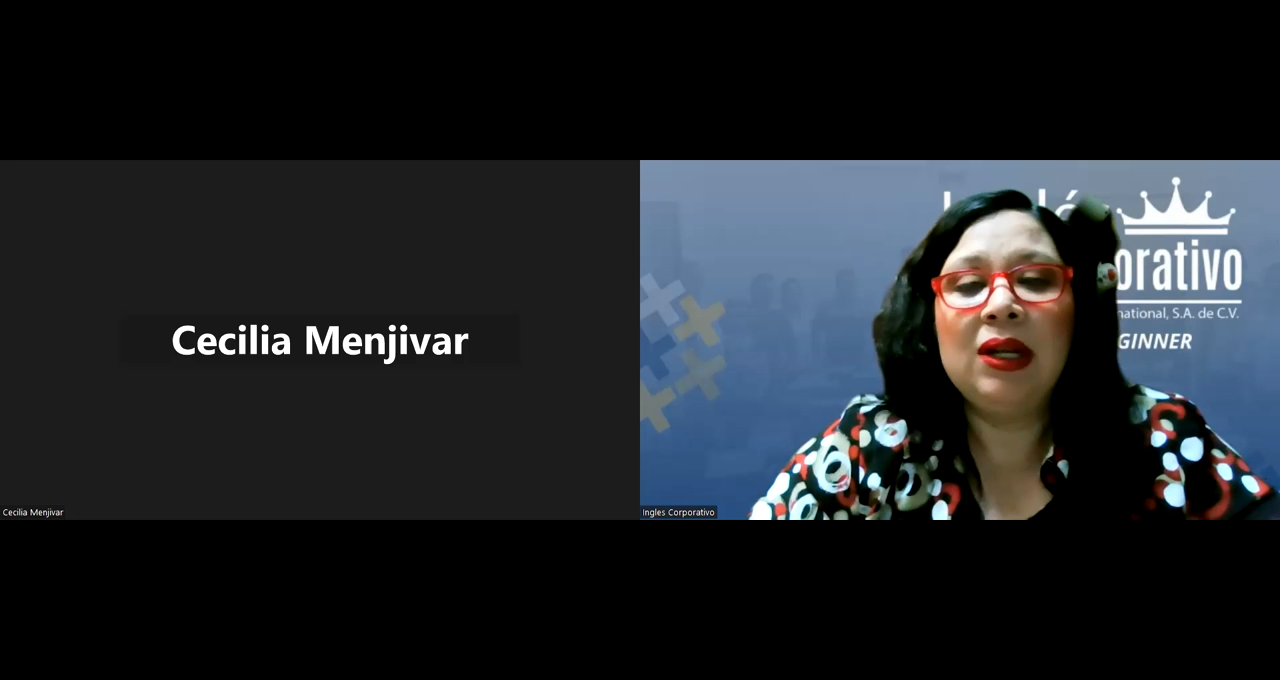 Cecilia Menjivar
Cecilia Menjivar
orativo
national, S.A. de C.V.
GINNER
Ingles Corporativo